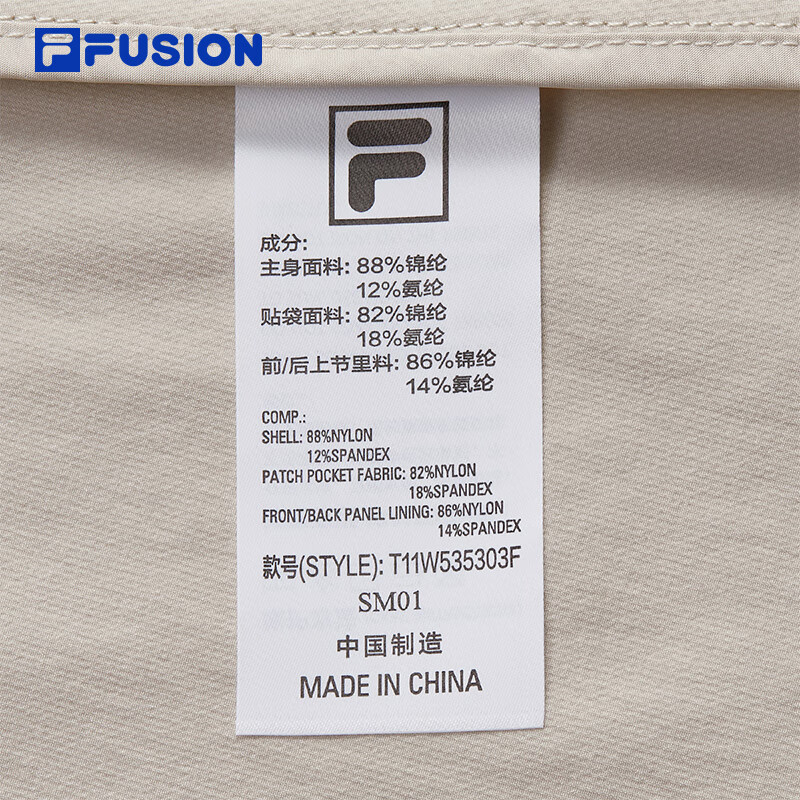 FUSION
成分:
主身面料: 88%锦纶
12%氨纶
贴袋面料: 82%锦纶
18%氨纶
前/后上节里料: 86%锦纶
14%氨纶
COMP.:
SHELL: 88%NYLON
12%SPANDEX
PATCH POCKET FABRIC: 82%NYLON
18%SPANDEX
FRONT/BACK PANEL LINING: 86%NYLON
14%SPANDEX
款号(STYLE): T11W535303F
SM01
中国制造
MADE IN CHINA